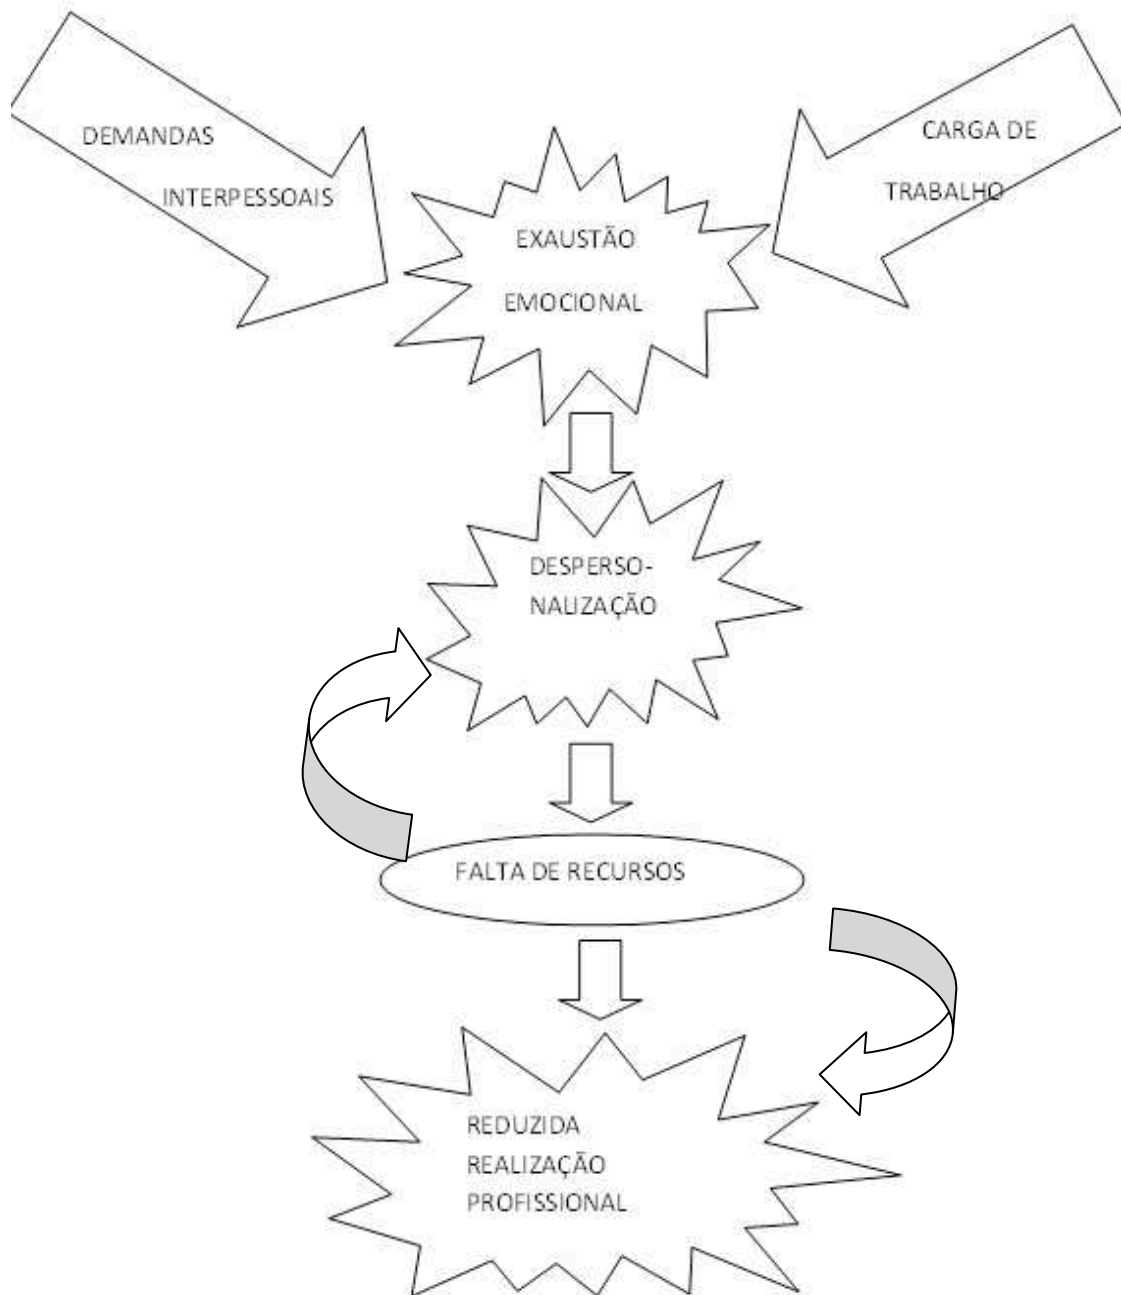 DEMANDAS
INTERPESSOAIS
CARGA DE
TRABALHO
EXAUSTÃO
EMOCIONAL
DESPERSO-
NALIZAÇÃO
FALTA DE RECURSOS
REDUZIDA
REALIZAÇÃO
PROFISSIONAL